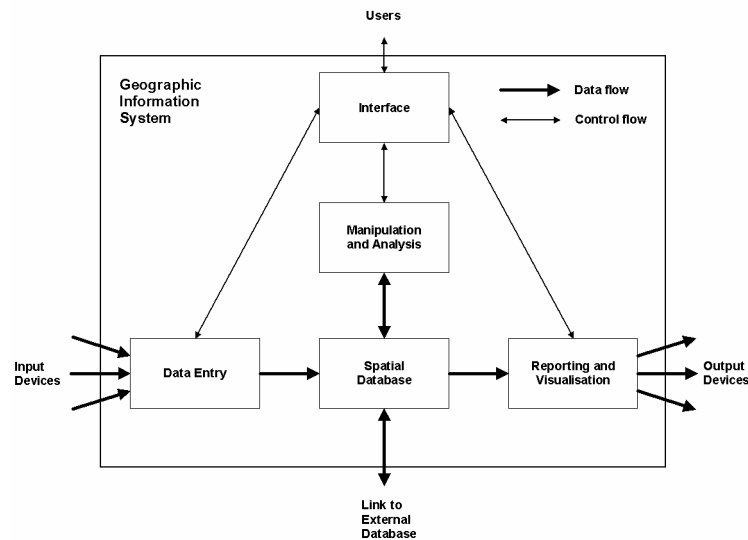 Users
Geographic
Information
System
Interface
Data flow
Control flow
Manipulation
and Analysis
Input
Devices
Data Entry
Spatial
Database
Reporting and
Visualisation
Output
Devices
Link to
External
Database